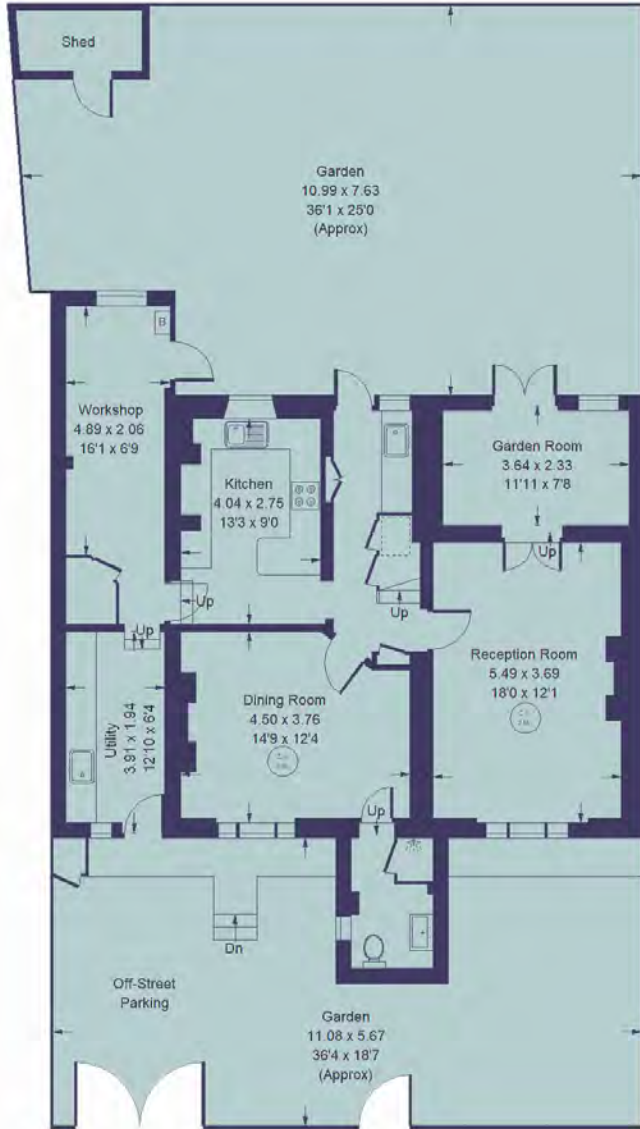 Shed
Garden
10.99 x 7.63
36'1 x 25'0
(Approx)
B
Workshop
4.89 x 2.06
16'1 x 6'9
Kitchen
4.04 x 2.75
13'3 x 9'0
Garden Room
3.64 x 2.33
11'11 x 7'8
Up
Up
Up
Up
Reception Room
5.49 x 3.69
18'0 x 12'1
Dining Room
4.50 x 3.76
14'9 x 12'4
Utility
3.91 x 1.94
12'10 x 6'4
Up
Dn
Off-Street
Parking
Garden
11.08 x 5.67
36'4 x 18'7
(Approx)